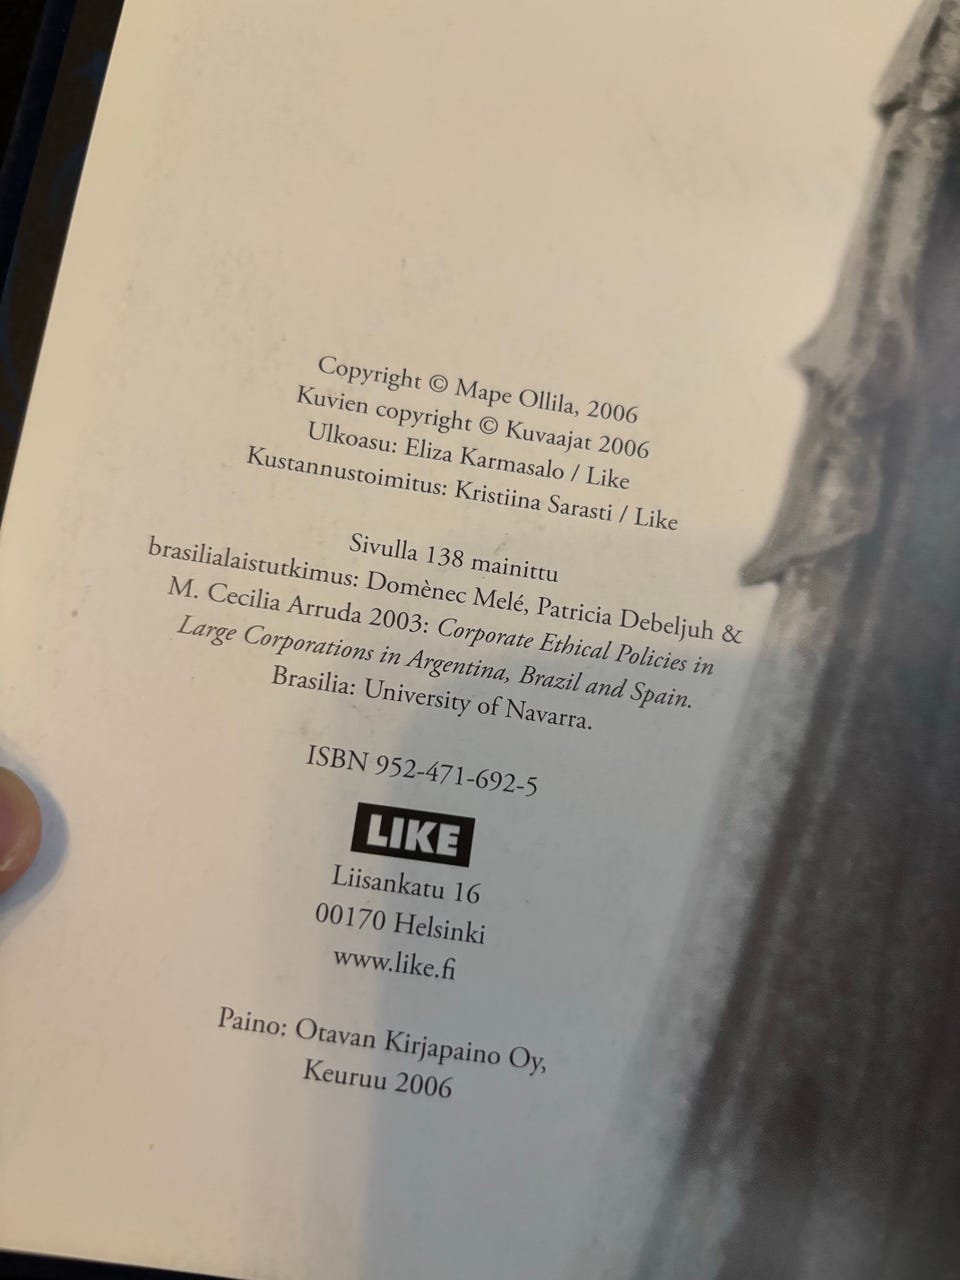 Copyright © Mape Ollila, 2006
Kuvien copyright © Kuvaajat 2006
Ulkoasu: Eliza Karmasalo / Like
Kustannustoimitus: Kristiina Sarasti / Like
Sivulla 138 mainittu
brasilialaistutkimus: Domènec Melé, Patricia Debeljuh &
M. Cecilia Arruda 2003: Corporate Ethical Policies in
Large Corporations in Argentina, Brazil and Spain.
Brasilia: University of Navarra.
ISBN 952-471-692-5
LIKE
Liisankatu 16
00170 Helsinki
www.like.fi
Paino: Otavan Kirjapaino Oy,
Keuruu 2006